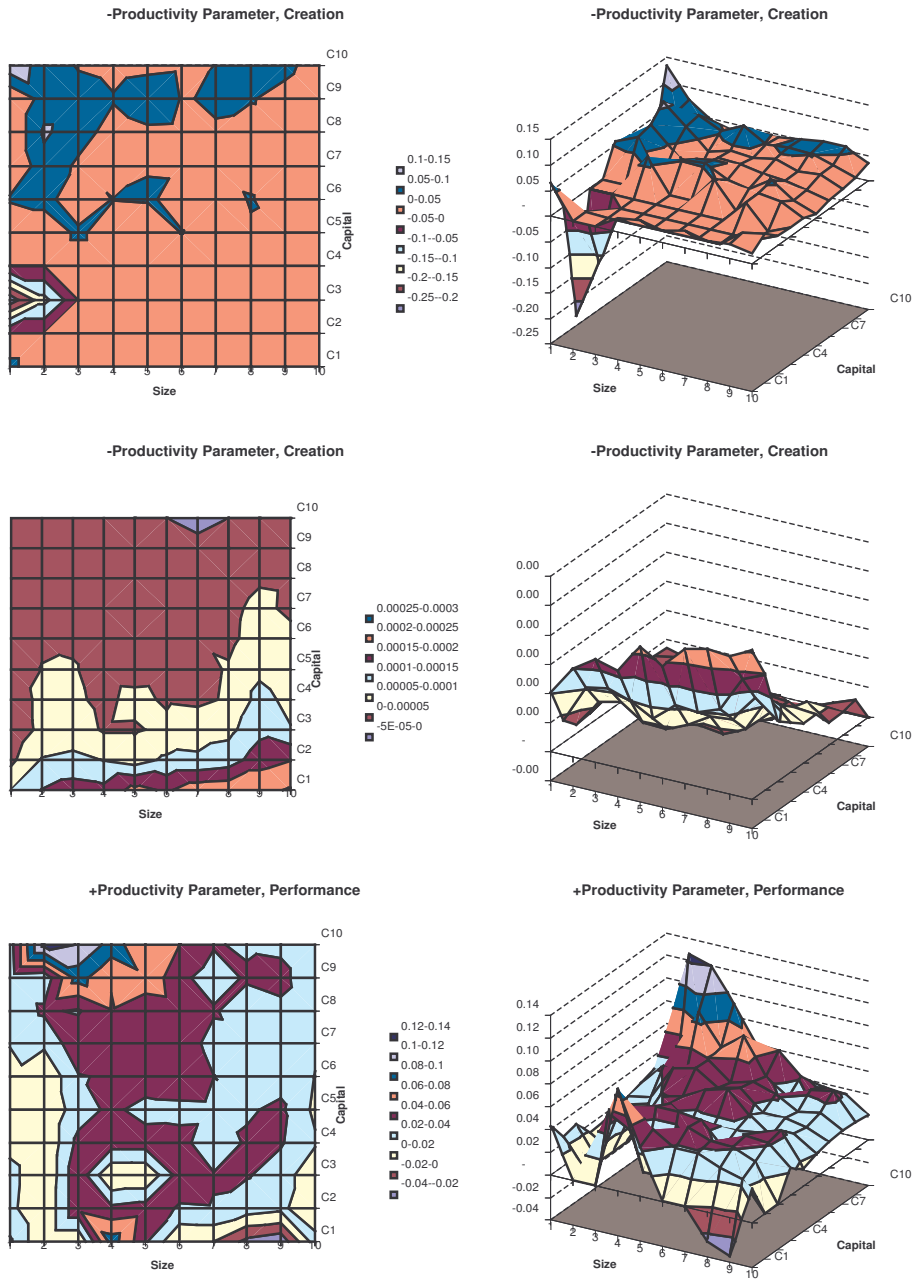 -Productivity Parameter, Creation
C10
C9
C8
C7
C6
C5
C4
C3
C2
C1
Capital
1 2 3 4 5 6 7 8 9 10
Size
0.1-0.15
0.05-0.1
0-0.05
-0.05-0
-0.1--0.05
-0.15--0.1
-0.2--0.15
-0.25--0.2
-Productivity Parameter, Creation
0.15
0.10
0.05
-
-0.05
-0.10
-0.15
-0.20
-0.25
1 2 3 4 5 6 7 8 9 10
Size
C1
C4
C7
C10
Capital
-Productivity Parameter, Creation
C10
C9
C8
C7
C6
C5
C4
C3
C2
C1
Capital
1 2 3 4 5 6 7 8 9 10
Size
0.00025-0.0003
0.0002-0.00025
0.00015-0.0002
0.0001-0.00015
0.00005-0.0001
0-0.00005
-5E-05-0
-Productivity Parameter, Creation
0.00
0.00
0.00
0.00
0.00
0.00
-
-0.00
1 2 3 4 5 6 7 8 9 10
Size
C1
C4
C7
C10
Capital
+Productivity Parameter, Performance
C10
C9
C8
C7
C6
C5
C4
C3
C2
C1
Capital
1 2 3 4 5 6 7 8 9 10
Size
0.12-0.14
0.1-0.12
0.08-0.1
0.06-0.08
0.04-0.06
0.02-0.04
0-0.02
-0.02-0
-0.04--0.02
+Productivity Parameter, Performance
0.14
0.12
0.10
0.08
0.06
0.04
0.02
-
-0.02
-0.04
1 2 3 4 5 6 7 8 9 10
Size
C1
C4
C7
C10
Capital